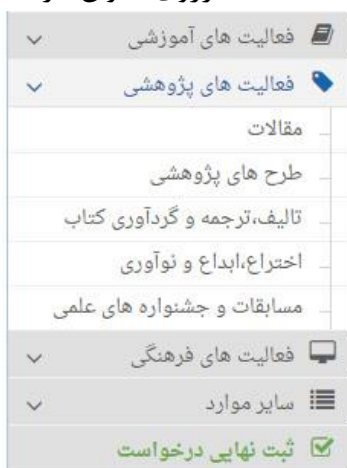 فعالیت های آموزشی
فعالیت های پژوهشی
مقالات
طرح های پژوهشی
تالیف،ترجمه و گردآوری کتاب
اختراع،ابداع و نوآوری
مسابقات و جشنواره های علمی
فعالیت های فرهنگی
سایر موارد
ثبت نهایی درخواست